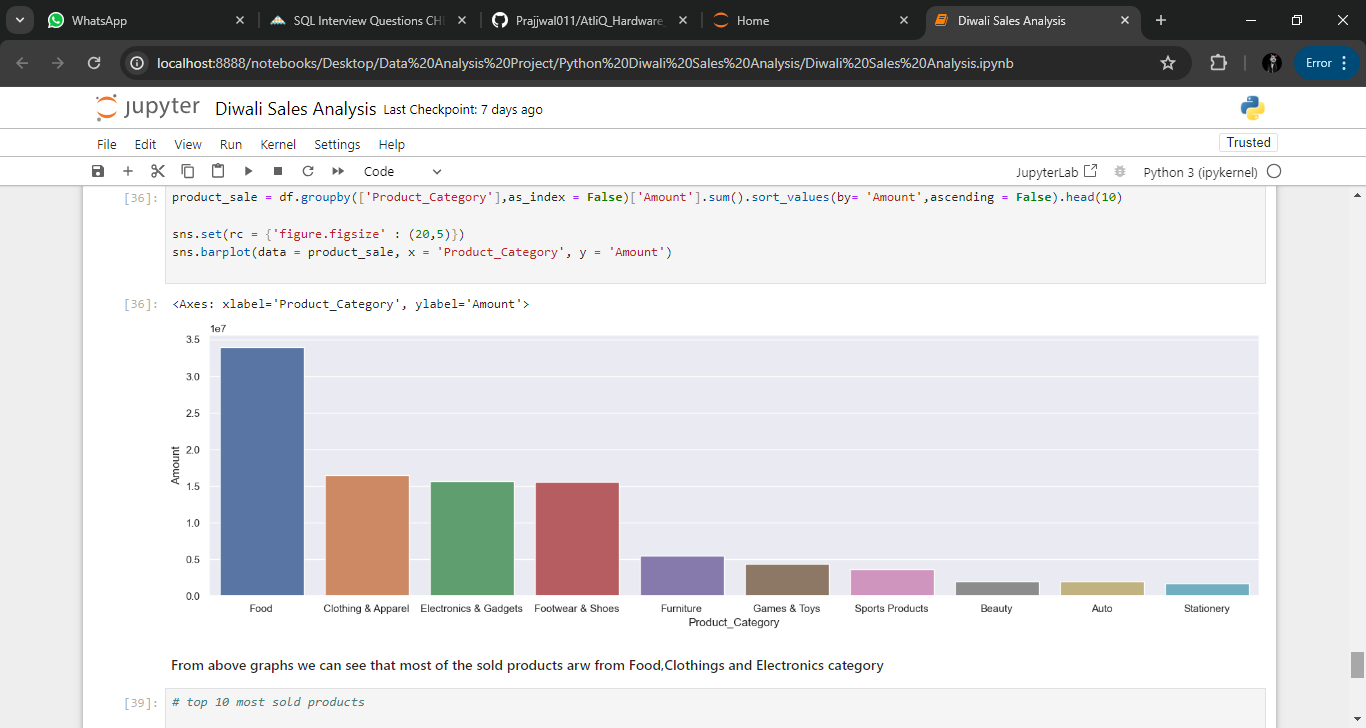 WhatsApp
SQL Interview Questions CH
Prajjwal011/AtliQ_Hardware_
Home
Diwali Sales Analysis
localhost:8888/notebooks/Desktop/Data%20Analysis%20Project/Python%20Diwali%20Sales%20Analysis/Diwali%20Sales%20Analysis.ipynb
Error
jupyter Diwali Sales Analysis Last Checkpoint: 7 days ago
File Edit View Run Kernel Settings Help
Trusted
Code
JupyterLab
Python 3 (ipykernel)
[36]: product_sale = df.groupby(['Product_Category'],as_index = False)['Amount'].sum().sort_values(by= 'Amount',ascending = False).head(10)
sns.set(rc = {'figure.figsize' : (20,5)})
sns.barplot(data = product_sale, x = 'Product_Category', y = 'Amount')
[36]: <Axes: xlabel='Product_Category', ylabel='Amount'>
1e7
3.5
3.0
2.5
2.0
1.5
1.0
0.5
0.0
Amount
Food Clothing & Apparel Electronics & Gadgets Footwear & Shoes Furniture Games & Toys Sports Products Beauty Auto Stationery
Product_Category
From above graphs we can see that most of the sold products arw from Food,Clothings and Electronics category
[39]: # top 10 most sold products